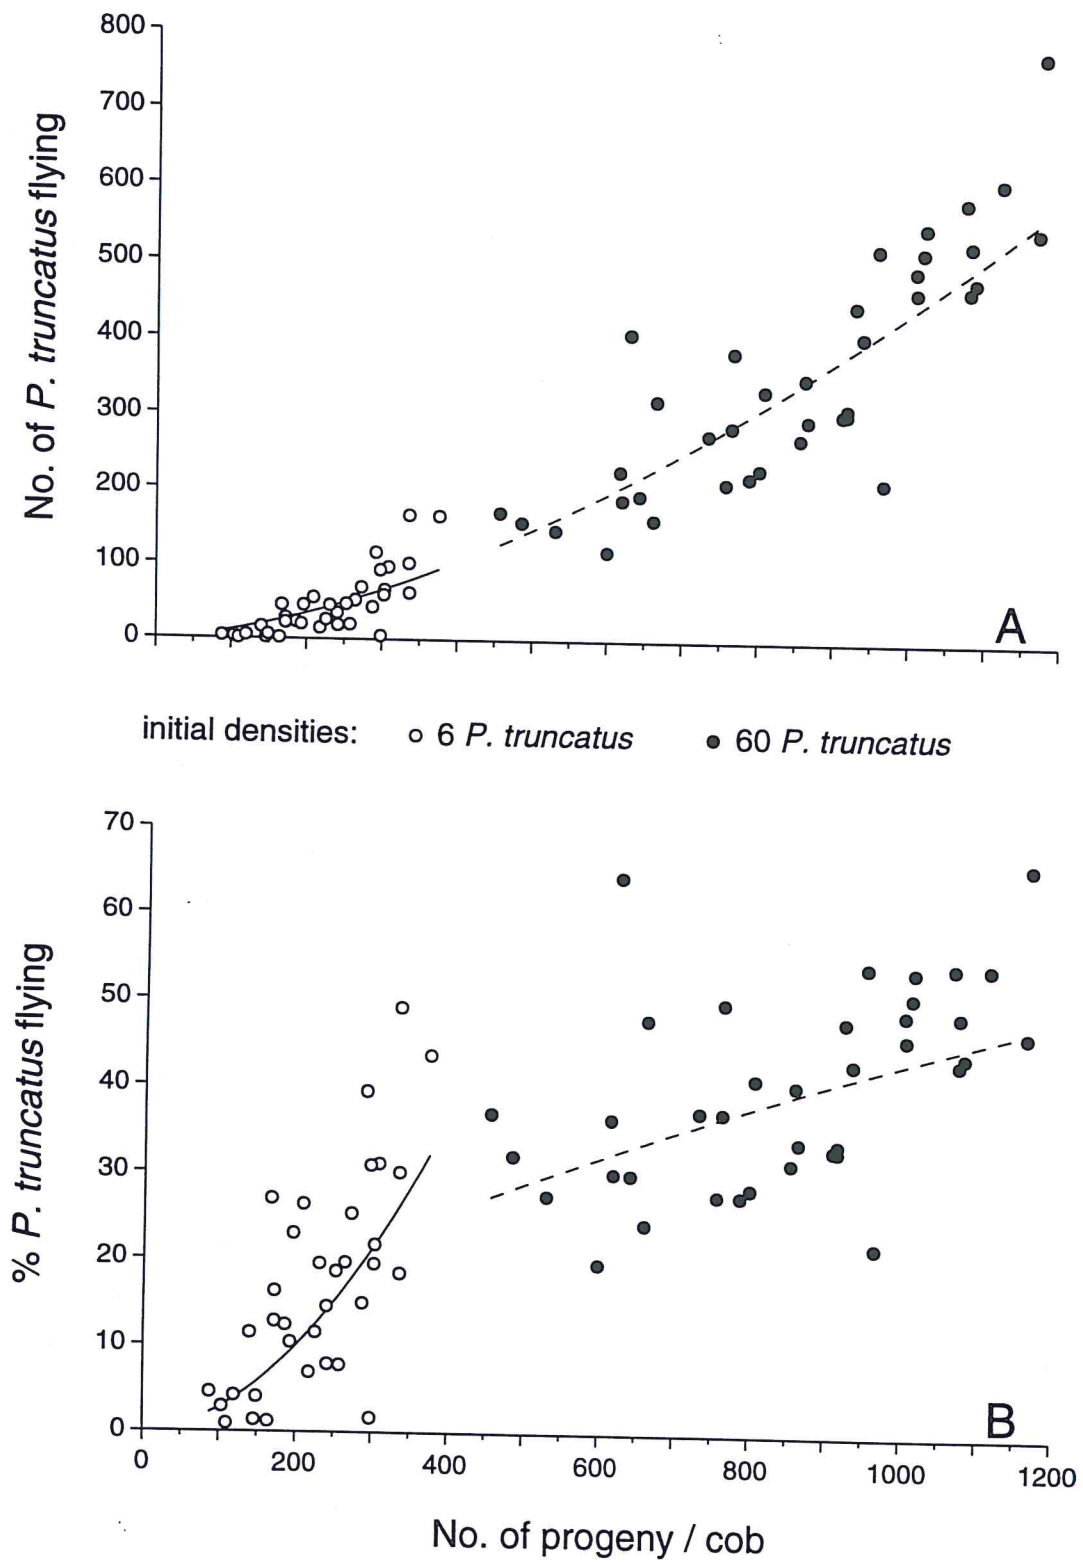 800
700
600
500
400
300
200
100
0
No. of P. truncatus flying
A
initial densities: 6 P. truncatus 60 P. truncatus
70
60
50
40
30
20
10
0
% P. truncatus flying
B
0 200 400 600 800 1000 1200
No. of progeny / cob